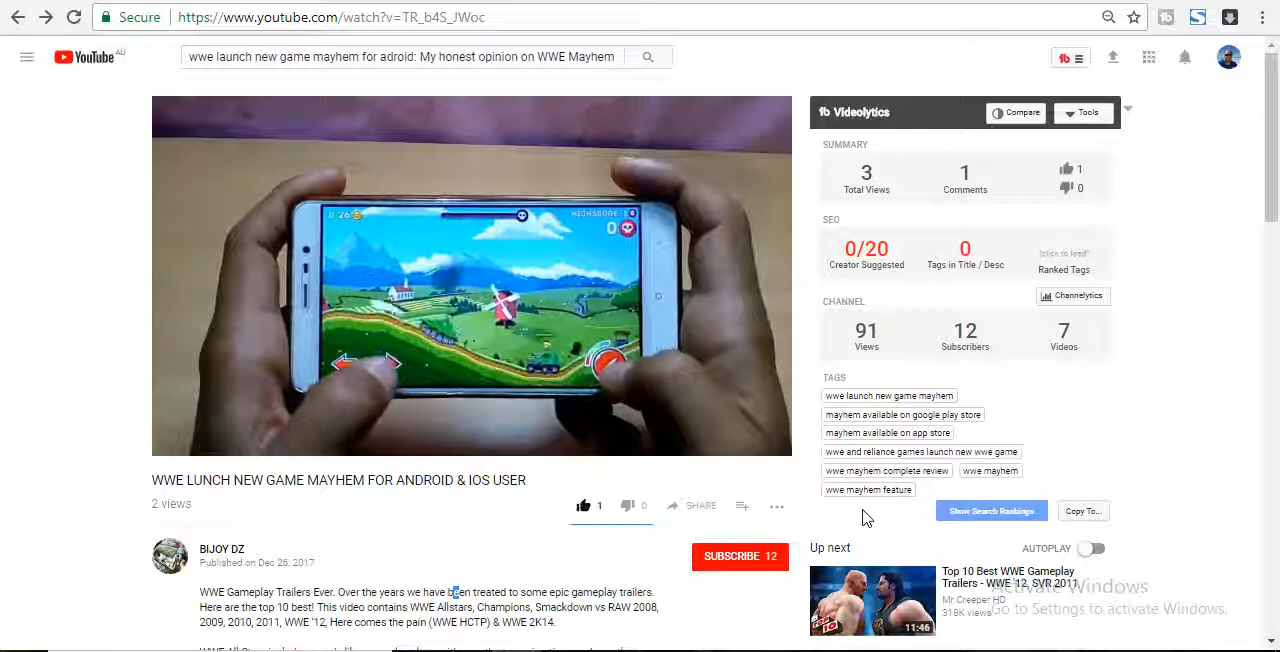 Secure
https://www.youtube.com/watch?v=TR_b4S_JWoc
YouTube AU
wwe launch new game mayhem for adroid: My honest opinion on WWE Mayhem
26
HIGHSCORE
0
Videolytics
Compare
Tools
SUMMARY
3
Total Views
1
Comments
1
0
SEO
0/20
Creator Suggested
0
Tags in Title / Desc
(click to load)
Ranked Tags
CHANNEL
Channelytics
91
Views
12
Subscribers
7
Videos
TAGS
wwe launch new game mayhem
mayhem available on google play store
mayhem available on app store
wwe and reliance games launch new wwe game
wwe mayhem complete review
wwe mayhem
wwe mayhem feature
Show Search Rankings
Copy To...
WWE LUNCH NEW GAME MAYHEM FOR ANDROID & IOS USER
2 views
1
0
SHARE
BIJOY DZ
Published on Dec 26, 2017
SUBSCRIBE 12
WWE Gameplay Trailers Ever. Over the years we have been treated to some epic gameplay trailers.
Here are the top 10 best! This video contains WWE Allstars, Champions, Smackdown vs RAW 2008,
2009, 2010, 2011, WWE '12, Here comes the pain (WWE HCTP) & WWE 2K14.
Up next
AUTOPLAY
TOP 10
11:46
Top 10 Best WWE Gameplay
Trailers - WWE '12, SVR 2011
Mr Creeper HD
318K views
Activate Windows
Go to Settings to activate Windows.